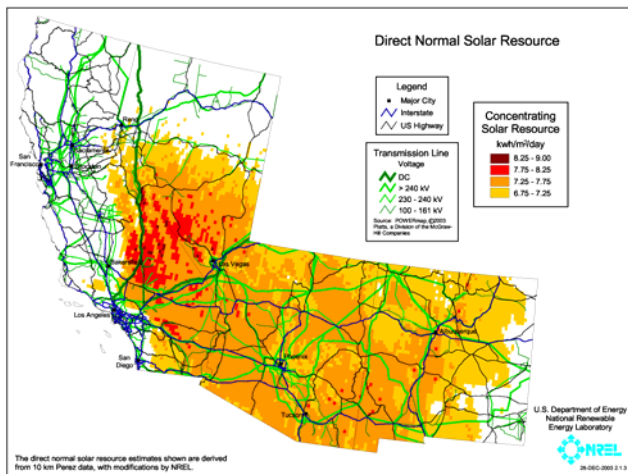 Direct Normal Solar Resource
Legend
Major City
Interstate
US Highway
Transmission Line
Voltage
DC
> 240 kV
230 - 240 kV
100 - 161 kV
Source: POWERmap, ©2003
Platts, a Division of the McGraw-
Hill Companies
Concentrating
Solar Resource
kwh/m²/day
8.25 - 9.00
7.75 - 8.25
7.25 - 7.75
6.75 - 7.25
Reno
Sacramento
San
Francisco
Las Vegas
Los Angeles
San
Diego
Phoenix
Tucson
Albuquerque
U.S. Department of Energy
National Renewable
Energy Laboratory
NREL
The direct normal solar resource estimates shown are derived
from 10 km Perez data, with modifications by NREL.